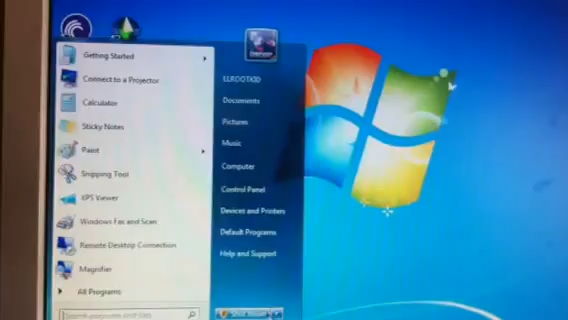 Getting Started
Connect to a Projector
Calculator
Sticky Notes
Paint
Snipping Tool
XPS Viewer
Windows Fax and Scan
Remote Desktop Connection
Magnifier
All Programs
Search programs and files
Documents
Pictures
Music
Computer
Control Panel
Devices and Printers
Default Programs
Help and Support
Shut down